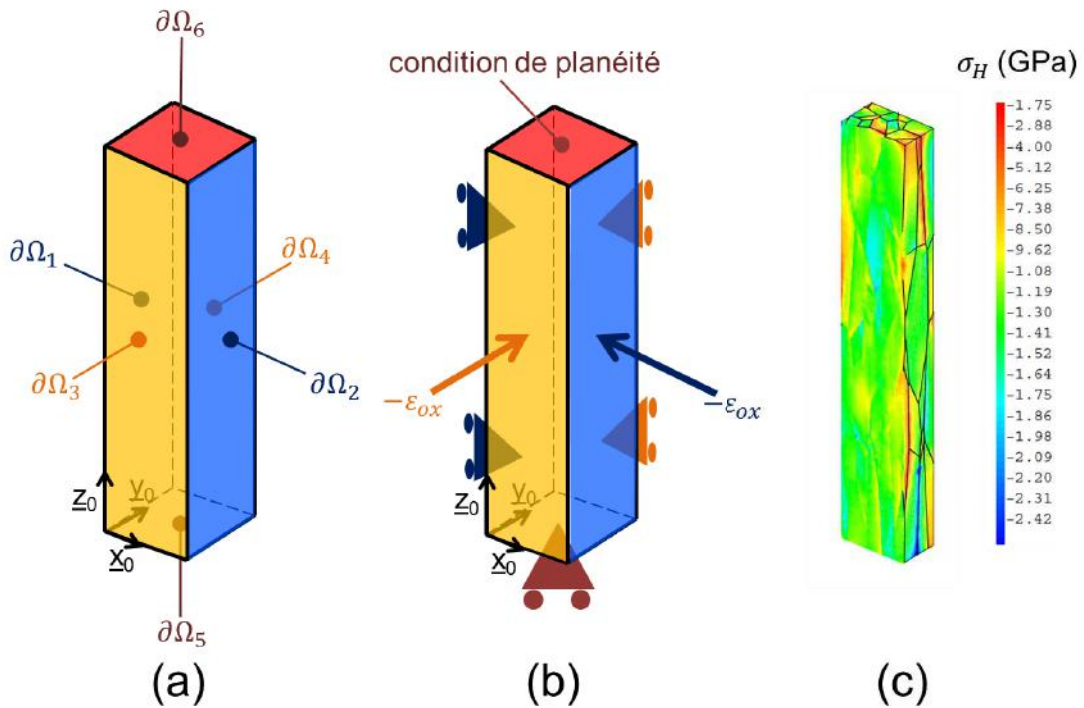 ∂Ω₆
∂Ω₁
∂Ω₄
∂Ω₃
∂Ω₂
z₀
y₀
x₀
∂Ω₅
(a)
condition de planéité
−ε_ox
−ε_ox
z₀
y₀
x₀
(b)
σ_H (GPa)
-1.75
-2.88
-4.00
-5.12
-6.25
-7.38
-8.50
-9.62
-1.08
-1.19
-1.30
-1.41
-1.52
-1.64
-1.75
-1.86
-1.98
-2.09
-2.20
-2.31
-2.42
(c)